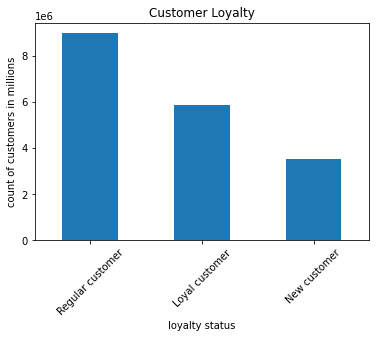 Customer Loyalty
1e6
count of customers in millions
8
6
4
2
0
Regular customer
Loyal customer
New customer
loyalty status